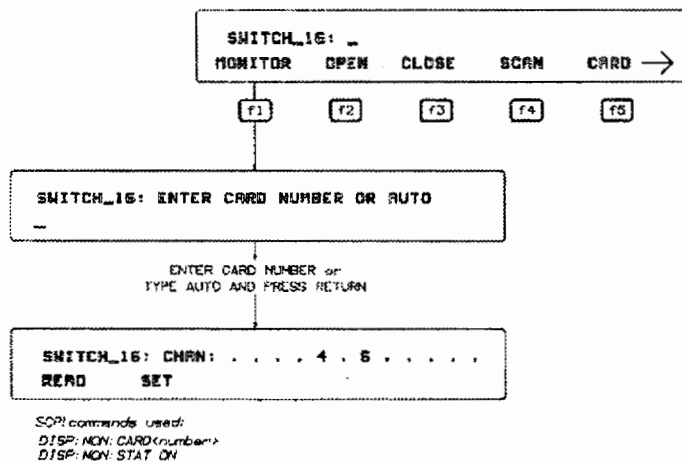 SWITCH_16: _
MONITOR OPEN CLOSE SCAN CARD →
f1 f2 f3 f4 f5
SWITCH_16: ENTER CARD NUMBER OR AUTO
_
ENTER CARD NUMBER or
TYPE AUTO AND PRESS RETURN
SWITCH_16: CHAN: . . . . 4 . 6 . . . . .
READ SET
SCPI commands used:
DISP:MON:CARD<number>
DISP:MON:STAT ON